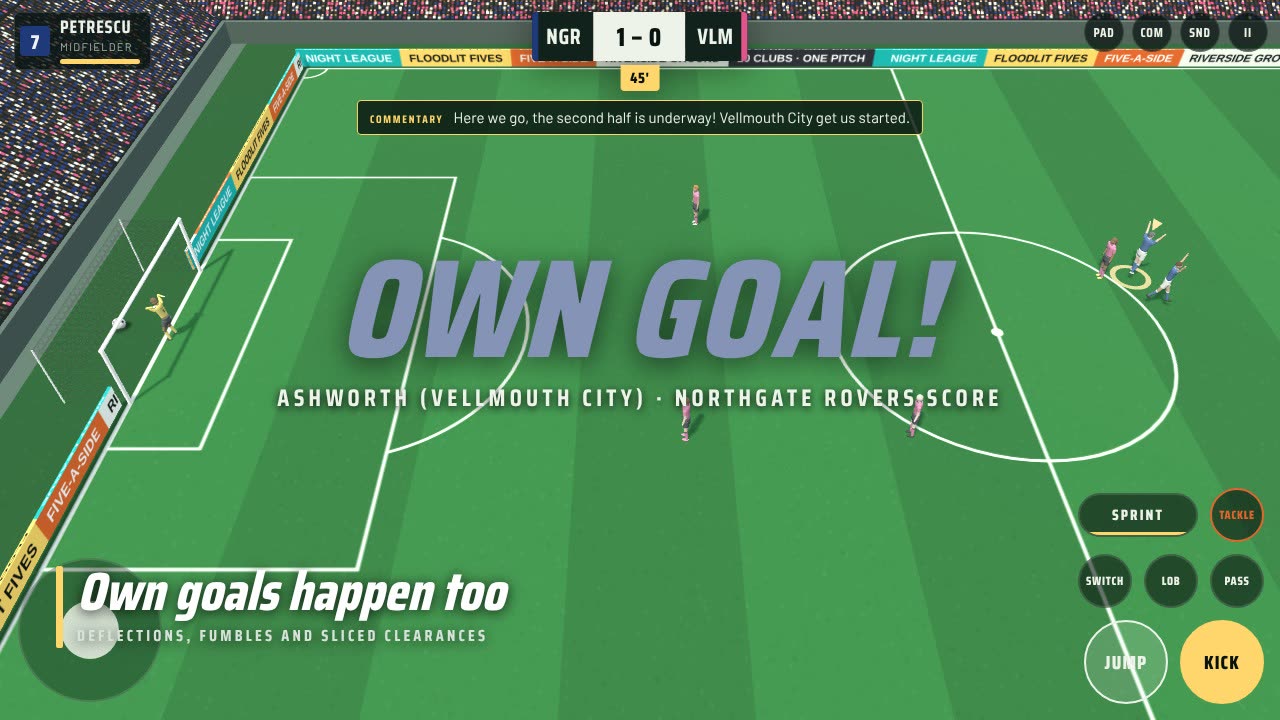 7
PETRESCU
MIDFIELDER
NGR 1 – 0 VLM
45'
PAD COM SND II
NIGHT LEAGUE FLOODLIT FIVES
CLUBS · ONE PITCH NIGHT LEAGUE FLOODLIT FIVES FIVE-A-SIDE RIVERSIDE GRO
COMMENTARY Here we go, the second half is underway! Vellmouth City get us started.
FIVE-A-SIDE
FLOODLIT FIVES
NIGHT LEAGUE
OWN GOAL!
ASHWORTH (VELLMOUTH CITY) · NORTHGATE ROVERS SCORE
RI
FIVE-A-SIDE
FIVES
SPRINT TACKLE
SWITCH LOB PASS
JUMP KICK
Own goals happen too
DEFLECTIONS, FUMBLES AND SLICED CLEARANCES